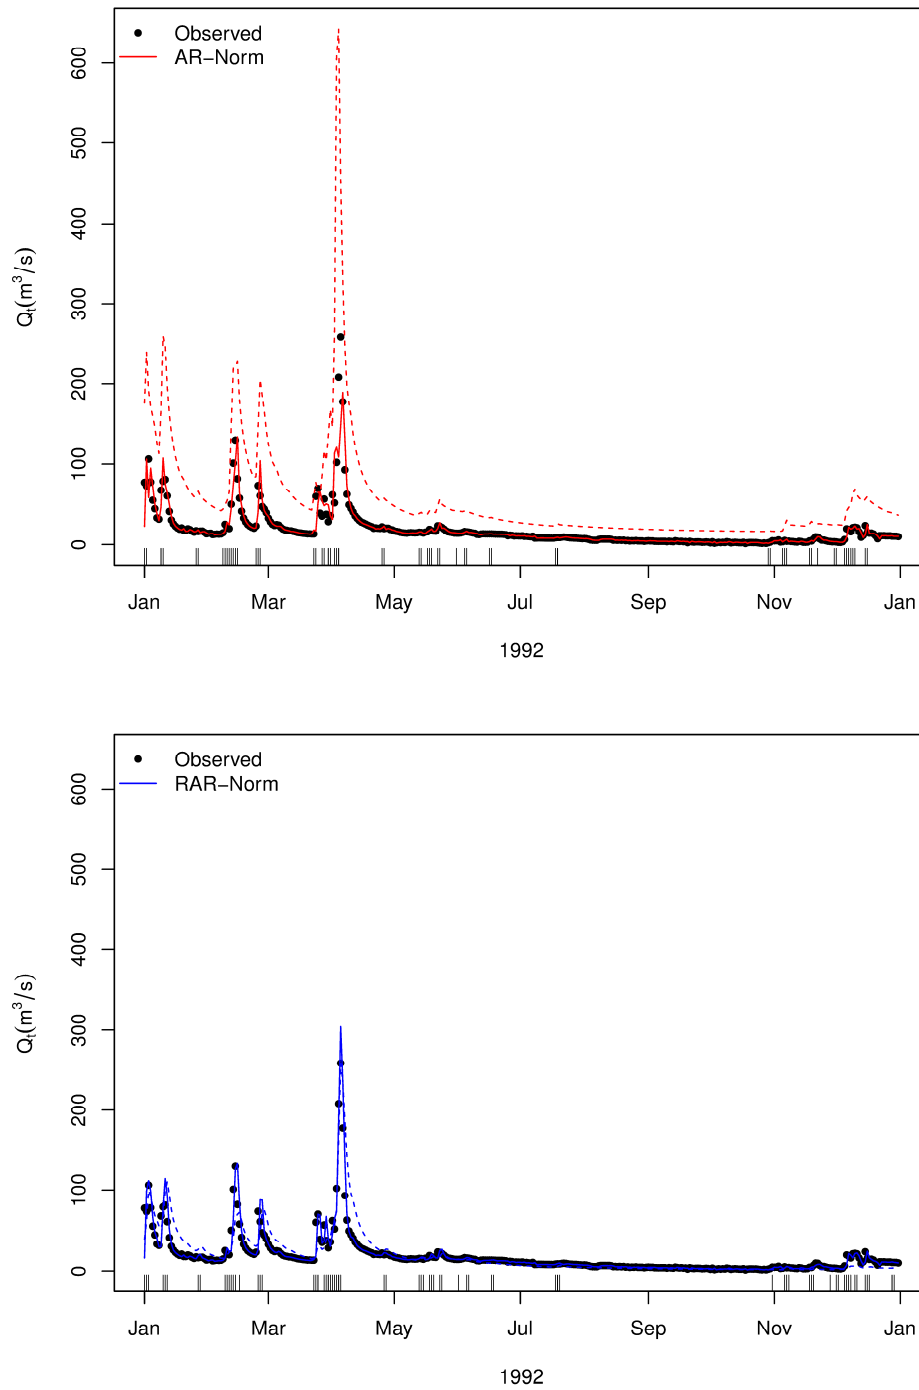 Observed
AR−Norm
600
500
400
300
200
100
0
Qt(m3/s)
Jan Mar May Jul Sep Nov Jan
1992
Observed
RAR−Norm
600
500
400
300
200
100
0
Qt(m3/s)
Jan Mar May Jul Sep Nov Jan
1992